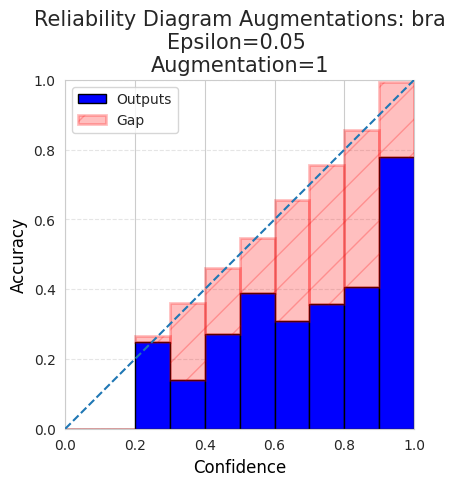 Reliability Diagram Augmentations: bra
Epsilon=0.05
Augmentation=1
Outputs
Gap
1.0
0.8
0.6
0.4
0.2
0.0
Accuracy
0.0 0.2 0.4 0.6 0.8 1.0
Confidence